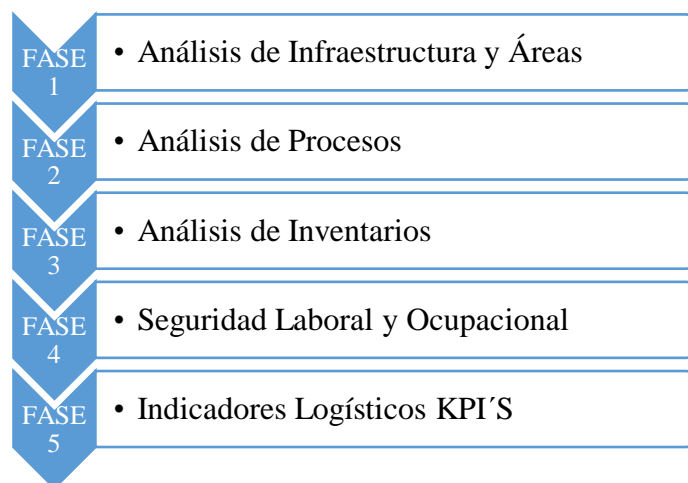 FASE
1
• Análisis de Infraestructura y Áreas
FASE
2
• Análisis de Procesos
FASE
3
• Análisis de Inventarios
FASE
4
• Seguridad Laboral y Ocupacional
FASE
5
• Indicadores Logísticos KPI´S